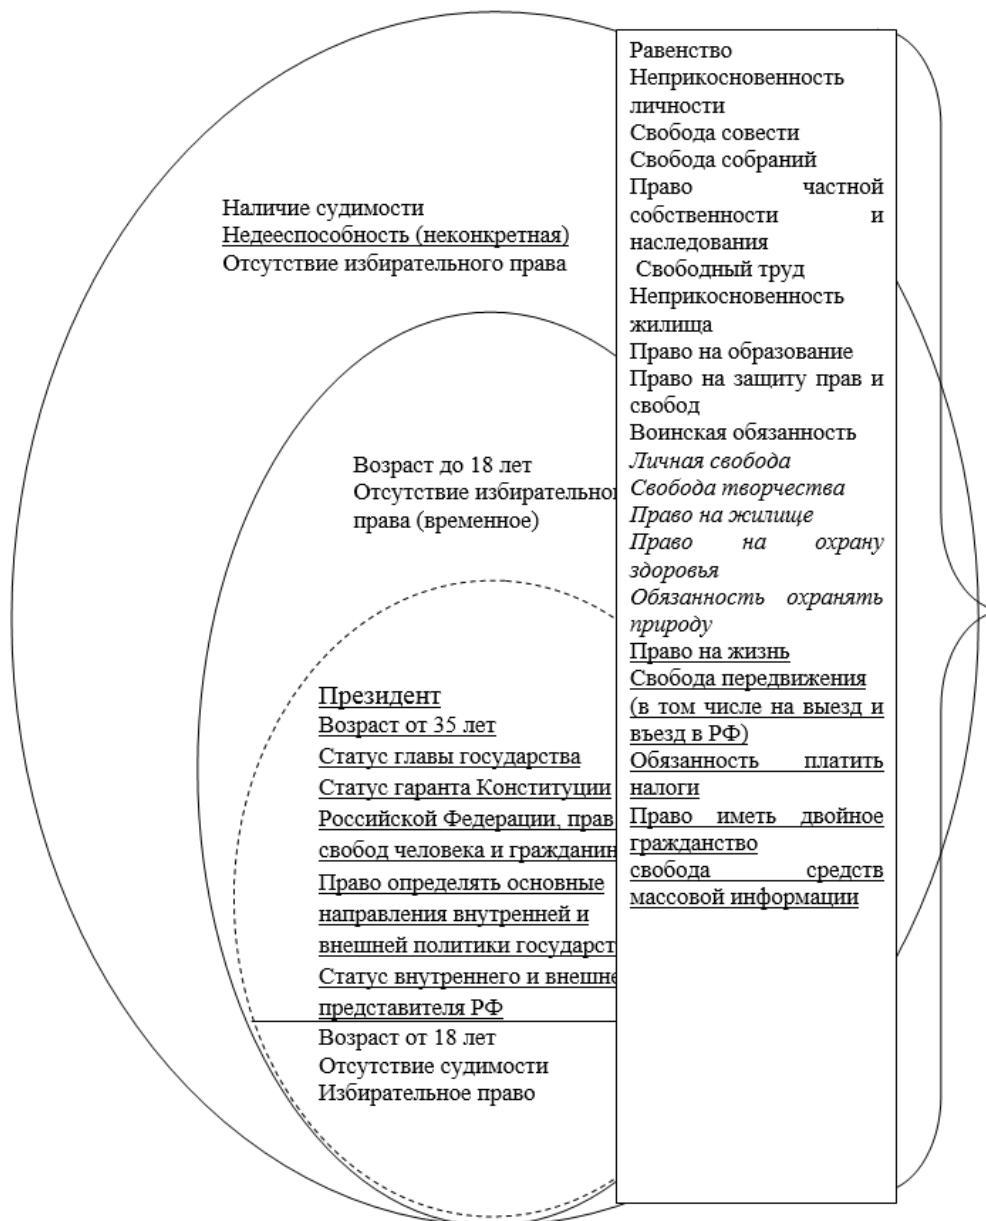 Наличие судимости
Недееспособность (неконкретная)
Отсутствие избирательного права
Возраст до 18 лет
Отсутствие избирательно
права (временное)
Президент
Возраст от 35 лет
Статус главы государства
Статус гаранта Конституции
Российской Федерации, прав
свобод человека и гражданин
Право определять основные
направления внутренней и
внешней политики государст
Статус внутреннего и внешне
представителя РФ
Возраст от 18 лет
Отсутствие судимости
Избирательное право
Равенство
Неприкосновенность
личности
Свобода совести
Свобода собраний
Право частной
собственности и
наследования
Свободный труд
Неприкосновенность
жилища
Право на образование
Право на защиту прав и
свобод
Воинская обязанность
Личная свобода
Свобода творчества
Право на жилище
Право на охрану
здоровья
Обязанность охранять
природу
Право на жизнь
Свобода передвижения
(в том числе на выезд и
въезд в РФ)
Обязанность платить
налоги
Право иметь двойное
гражданство
свобода средств
массовой информации